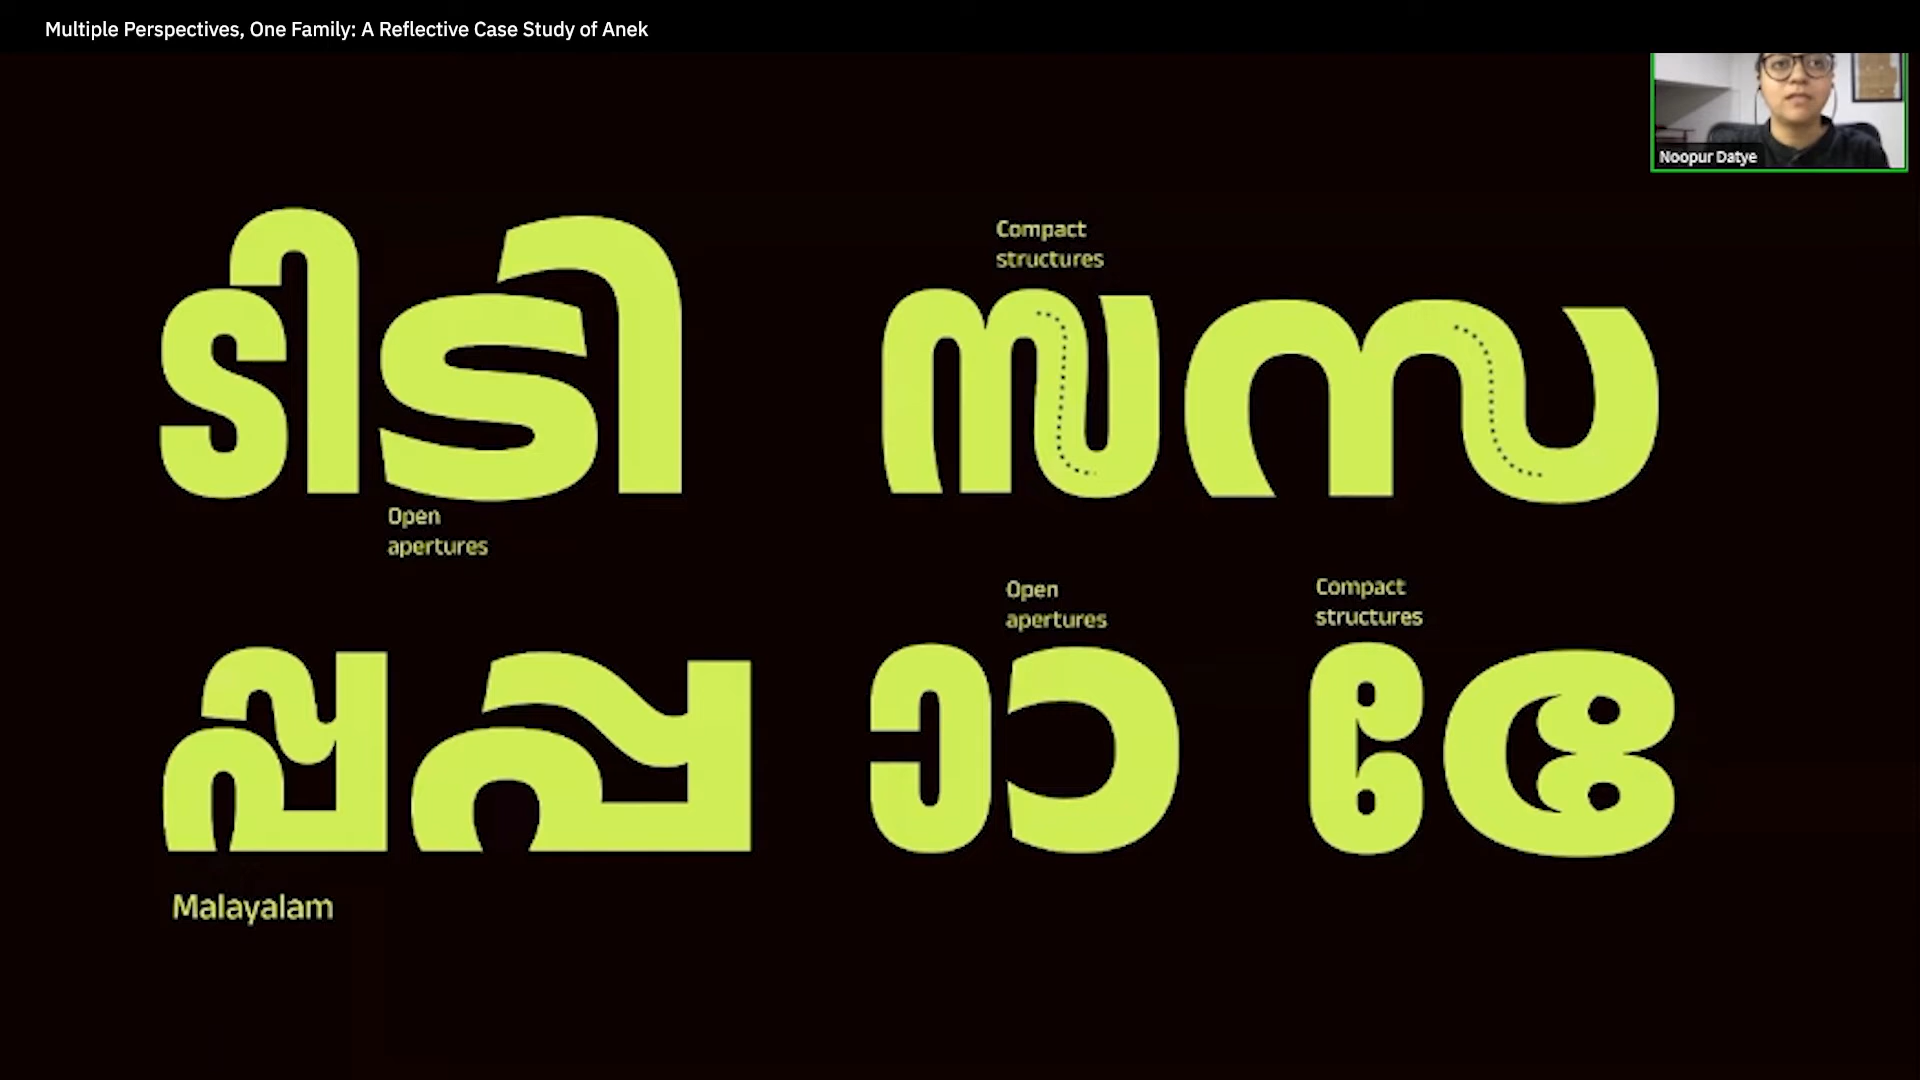 Multiple Perspectives, One Family: A Reflective Case Study of Anek
Noopur Datye
ടിടി
Open
apertures
Compact
structures
സസ
പ്പപ്പ
Malayalam
Open
apertures
ാാ
Compact
structures
േേ